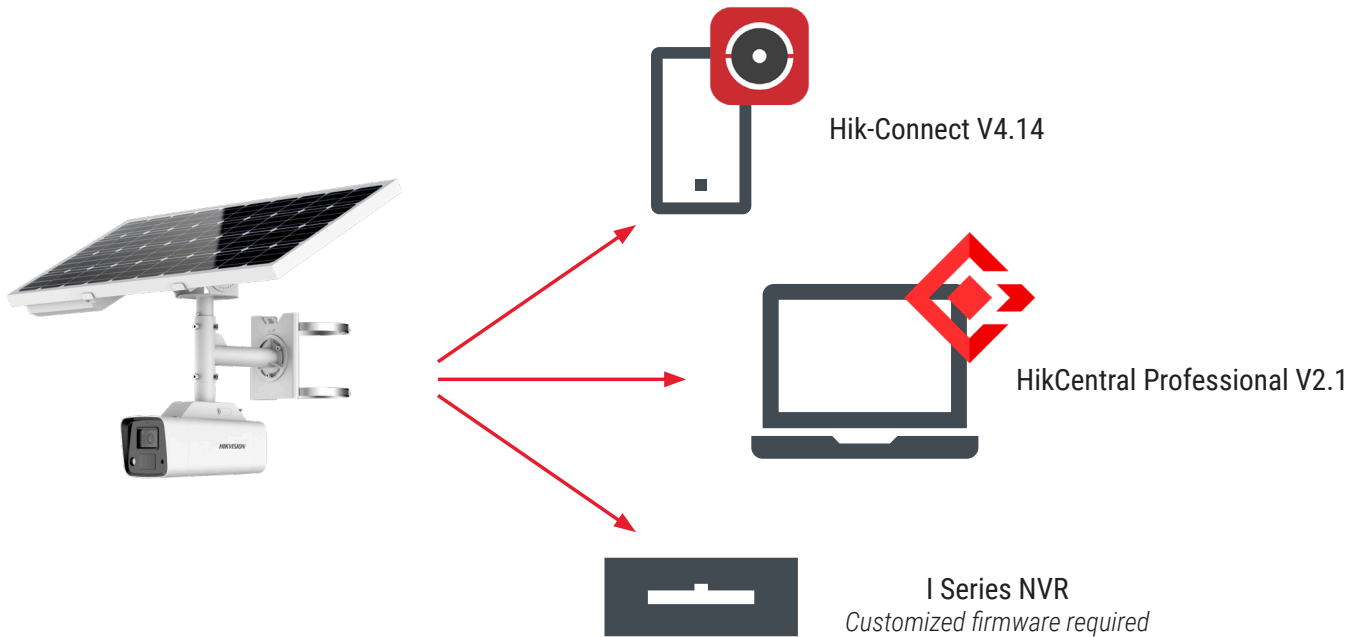 Hik-Connect V4.14
HikCentral Professional V2.1
HIKVISION
I Series NVR
Customized firmware required